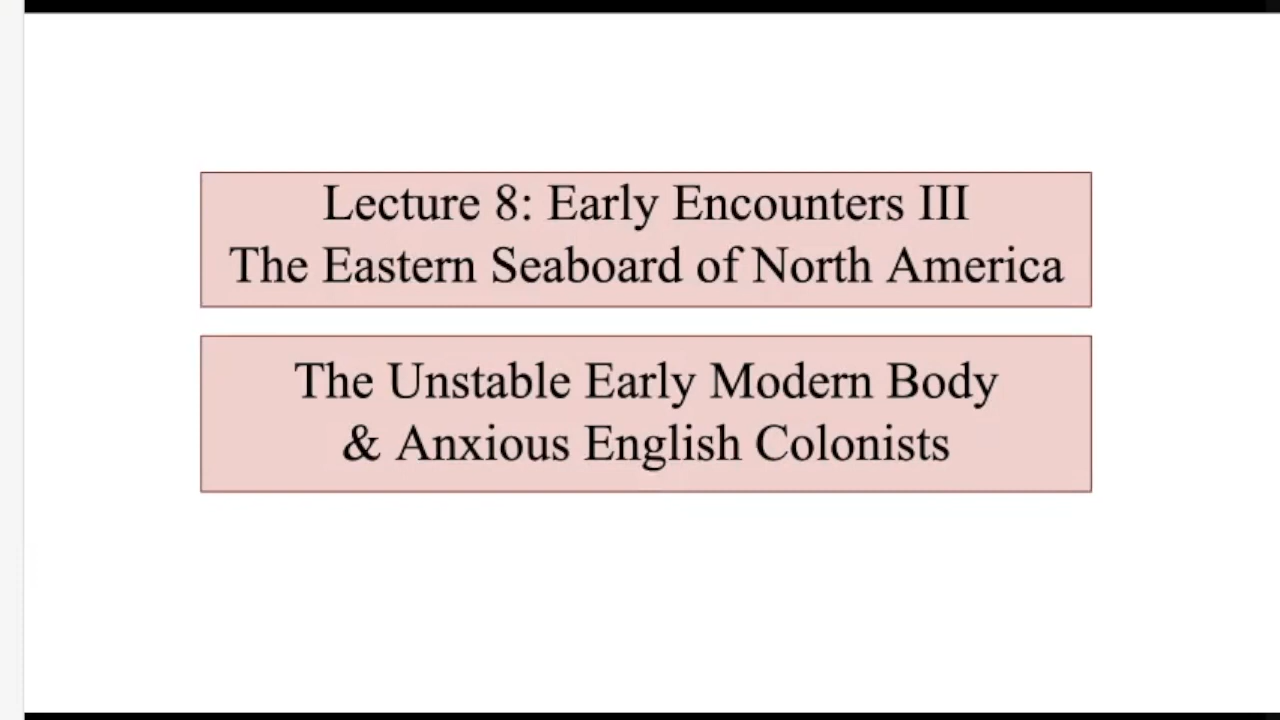 Lecture 8: Early Encounters III
The Eastern Seaboard of North America
The Unstable Early Modern Body
& Anxious English Colonists